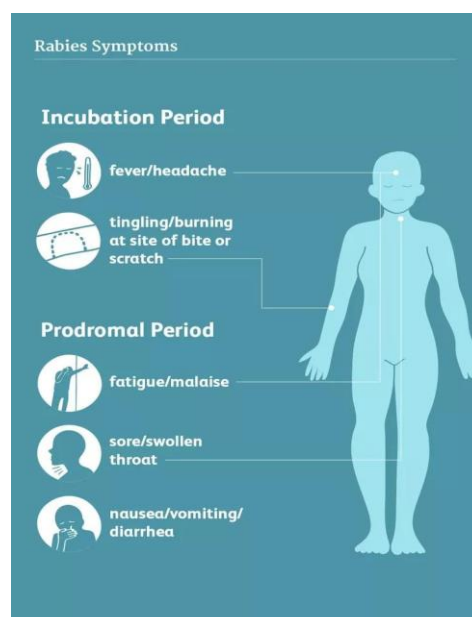 Rabies Symptoms
Incubation Period
fever/headache
tingling/burning
at site of bite or
scratch
Prodromal Period
fatigue/malaise
sore/swollen
throat
nausea/vomiting/
diarrhea